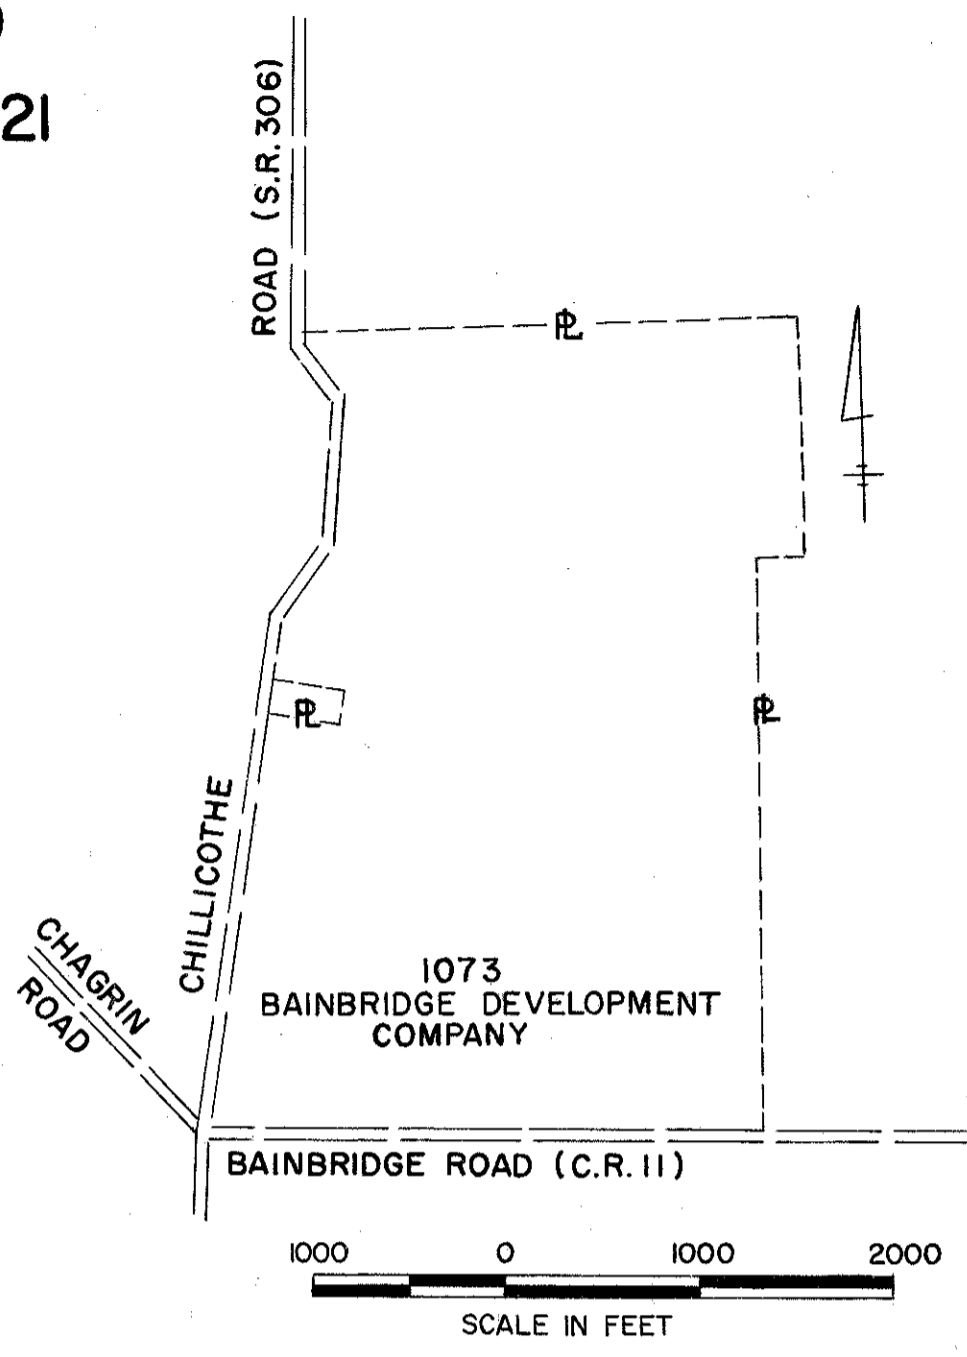 21
ROAD (S.R. 306)
PL
PL
PL
CHILLICOTHE
CHAGRIN
ROAD
1073
BAINBRIDGE DEVELOPMENT
COMPANY
BAINBRIDGE ROAD (C.R. 11)
1000 0 1000 2000
SCALE IN FEET